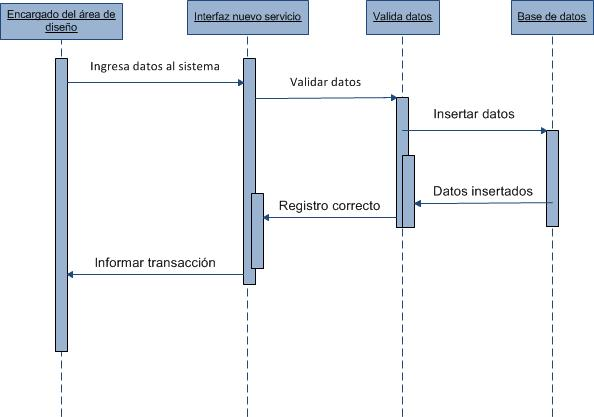 Encargado del área de
diseño
Interfaz nuevo servicio
Valida datos
Base de datos
Ingresa datos al sistema
Validar datos
Insertar datos
Datos insertados
Registro correcto
Informar transacción